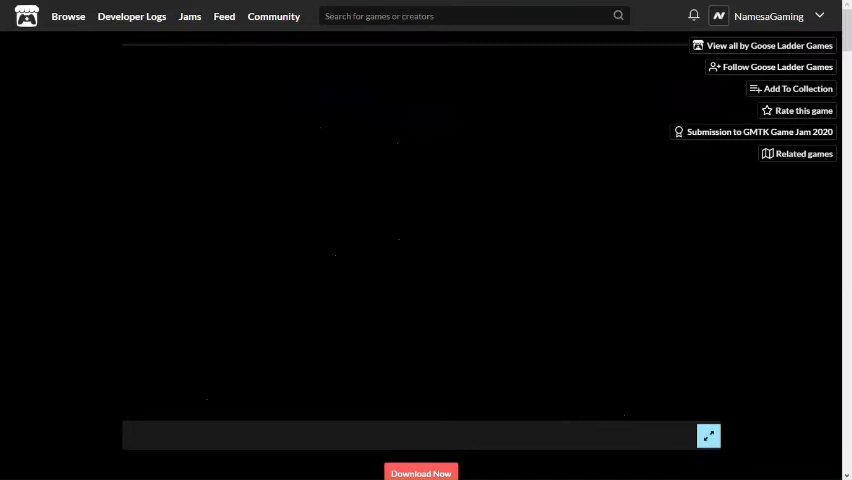 Browse Developer Logs Jams Feed Community Search for games or creators NamesaGaming
View all by Goose Ladder Games
Follow Goose Ladder Games
Add To Collection
Rate this game
Submission to GMTK Game Jam 2020
Related games
Download Now